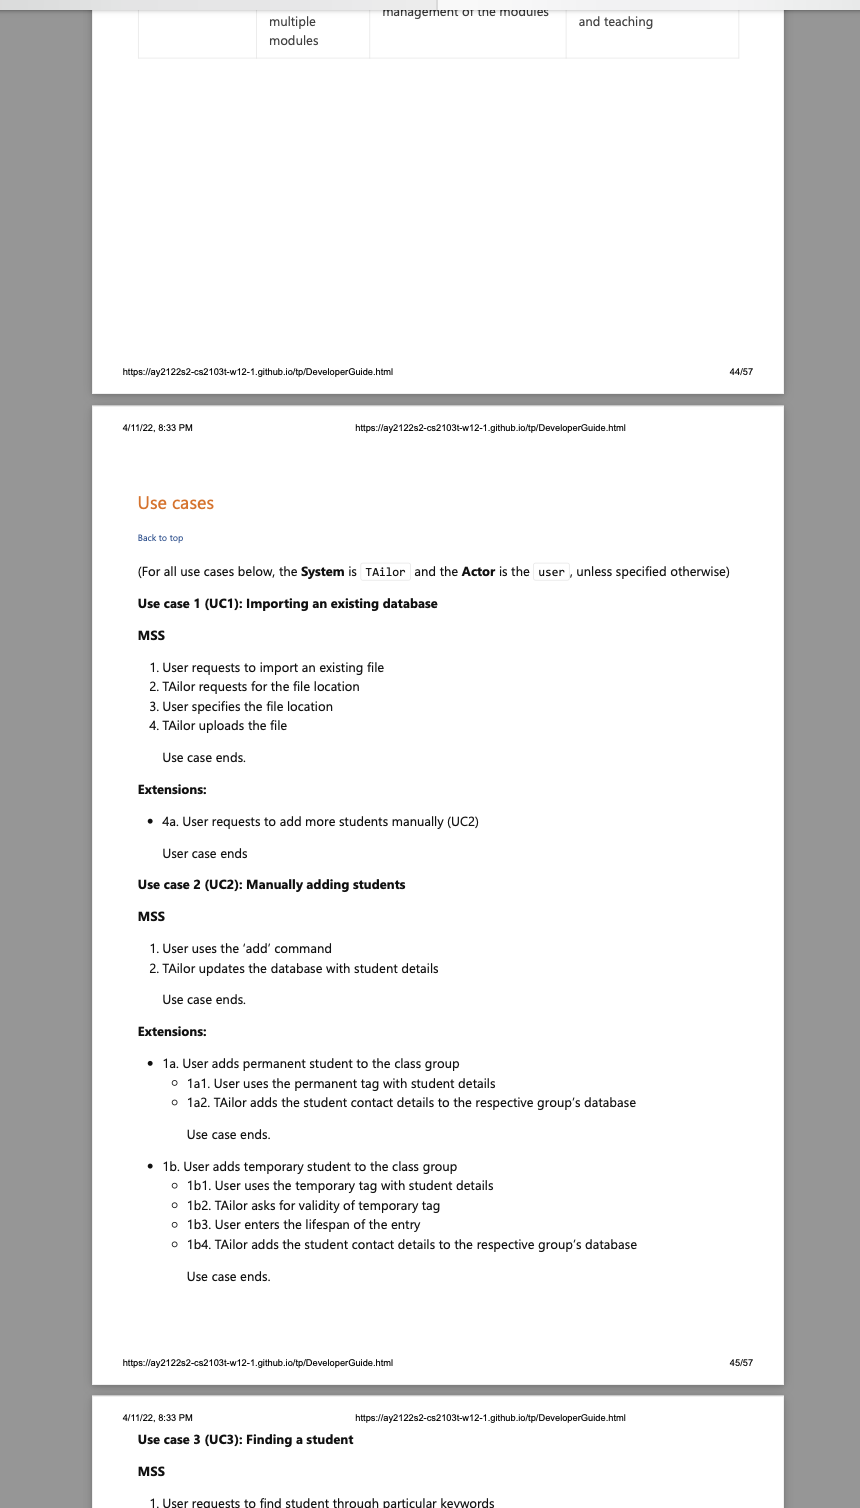 multiple
modules
management of the modules
and teaching
https://ay2122s2-cs2103t-w12-1.github.io/tp/DeveloperGuide.html 44/57
4/11/22, 8:33 PM https://ay2122s2-cs2103t-w12-1.github.io/tp/DeveloperGuide.html
Use cases
Back to top
(For all use cases below, the System is TAilor and the Actor is the user, unless specified otherwise)
Use case 1 (UC1): Importing an existing database
MSS
1. User requests to import an existing file
2. TAilor requests for the file location
3. User specifies the file location
4. TAilor uploads the file
Use case ends.
Extensions:
• 4a. User requests to add more students manually (UC2)
User case ends
Use case 2 (UC2): Manually adding students
MSS
1. User uses the ‘add’ command
2. TAilor updates the database with student details
Use case ends.
Extensions:
• 1a. User adds permanent student to the class group
○ 1a1. User uses the permanent tag with student details
○ 1a2. TAilor adds the student contact details to the respective group’s database
Use case ends.
• 1b. User adds temporary student to the class group
○ 1b1. User uses the temporary tag with student details
○ 1b2. TAilor asks for validity of temporary tag
○ 1b3. User enters the lifespan of the entry
○ 1b4. TAilor adds the student contact details to the respective group’s database
Use case ends.
https://ay2122s2-cs2103t-w12-1.github.io/tp/DeveloperGuide.html 45/57
4/11/22, 8:33 PM https://ay2122s2-cs2103t-w12-1.github.io/tp/DeveloperGuide.html
Use case 3 (UC3): Finding a student
MSS
1. User requests to find student through particular keywords